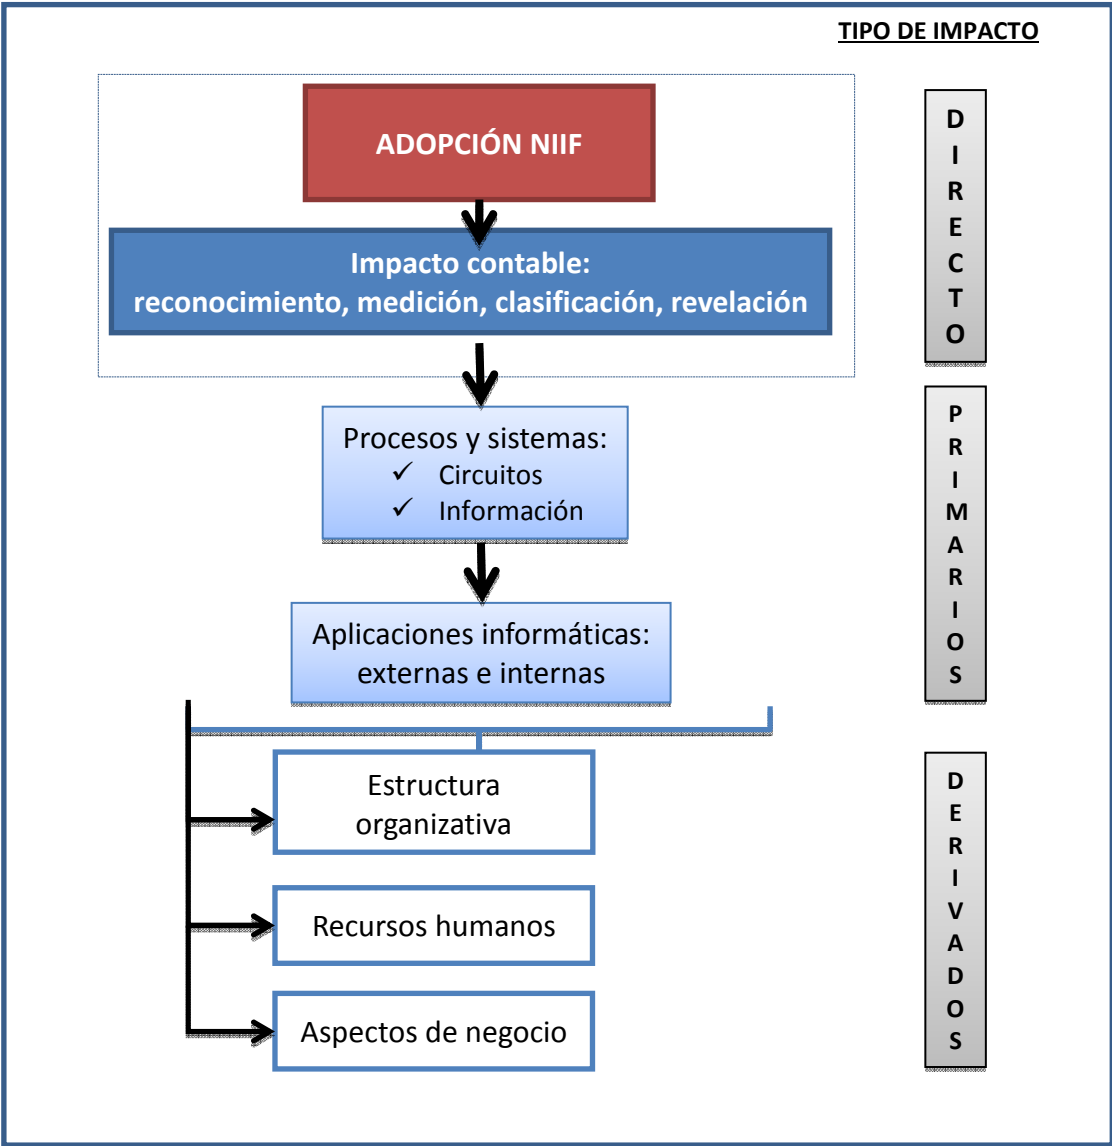 TIPO DE IMPACTO
ADOPCIÓN NIIF
DIRECTO
Impacto contable:
reconocimiento, medición, clasificación, revelación
Procesos y sistemas:
✓ Circuitos
✓ Información
PRIMARIOS
Aplicaciones informáticas:
externas e internas
Estructura
organizativa
Recursos humanos
Aspectos de negocio
DERIVADOS